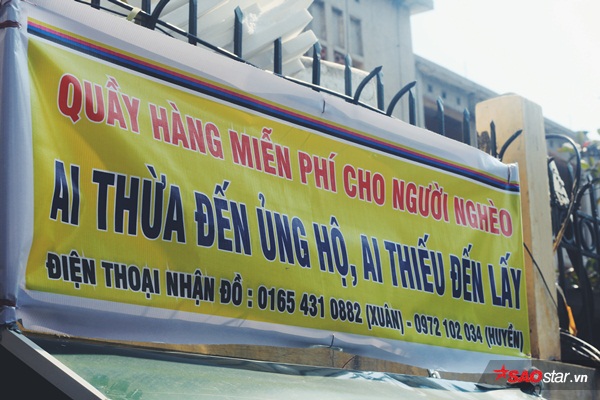 QUẦY HÀNG MIỄN PHÍ CHO NGƯỜI NGHÈO
AI THỪA ĐẾN ỦNG HỘ, AI THIẾU ĐẾN LẤY
ĐIỆN THOẠI NHẬN ĐỒ : 0165 431 0882 (XUÂN) - 0972 102 034 (HUYỀN)
SAOstar.vn